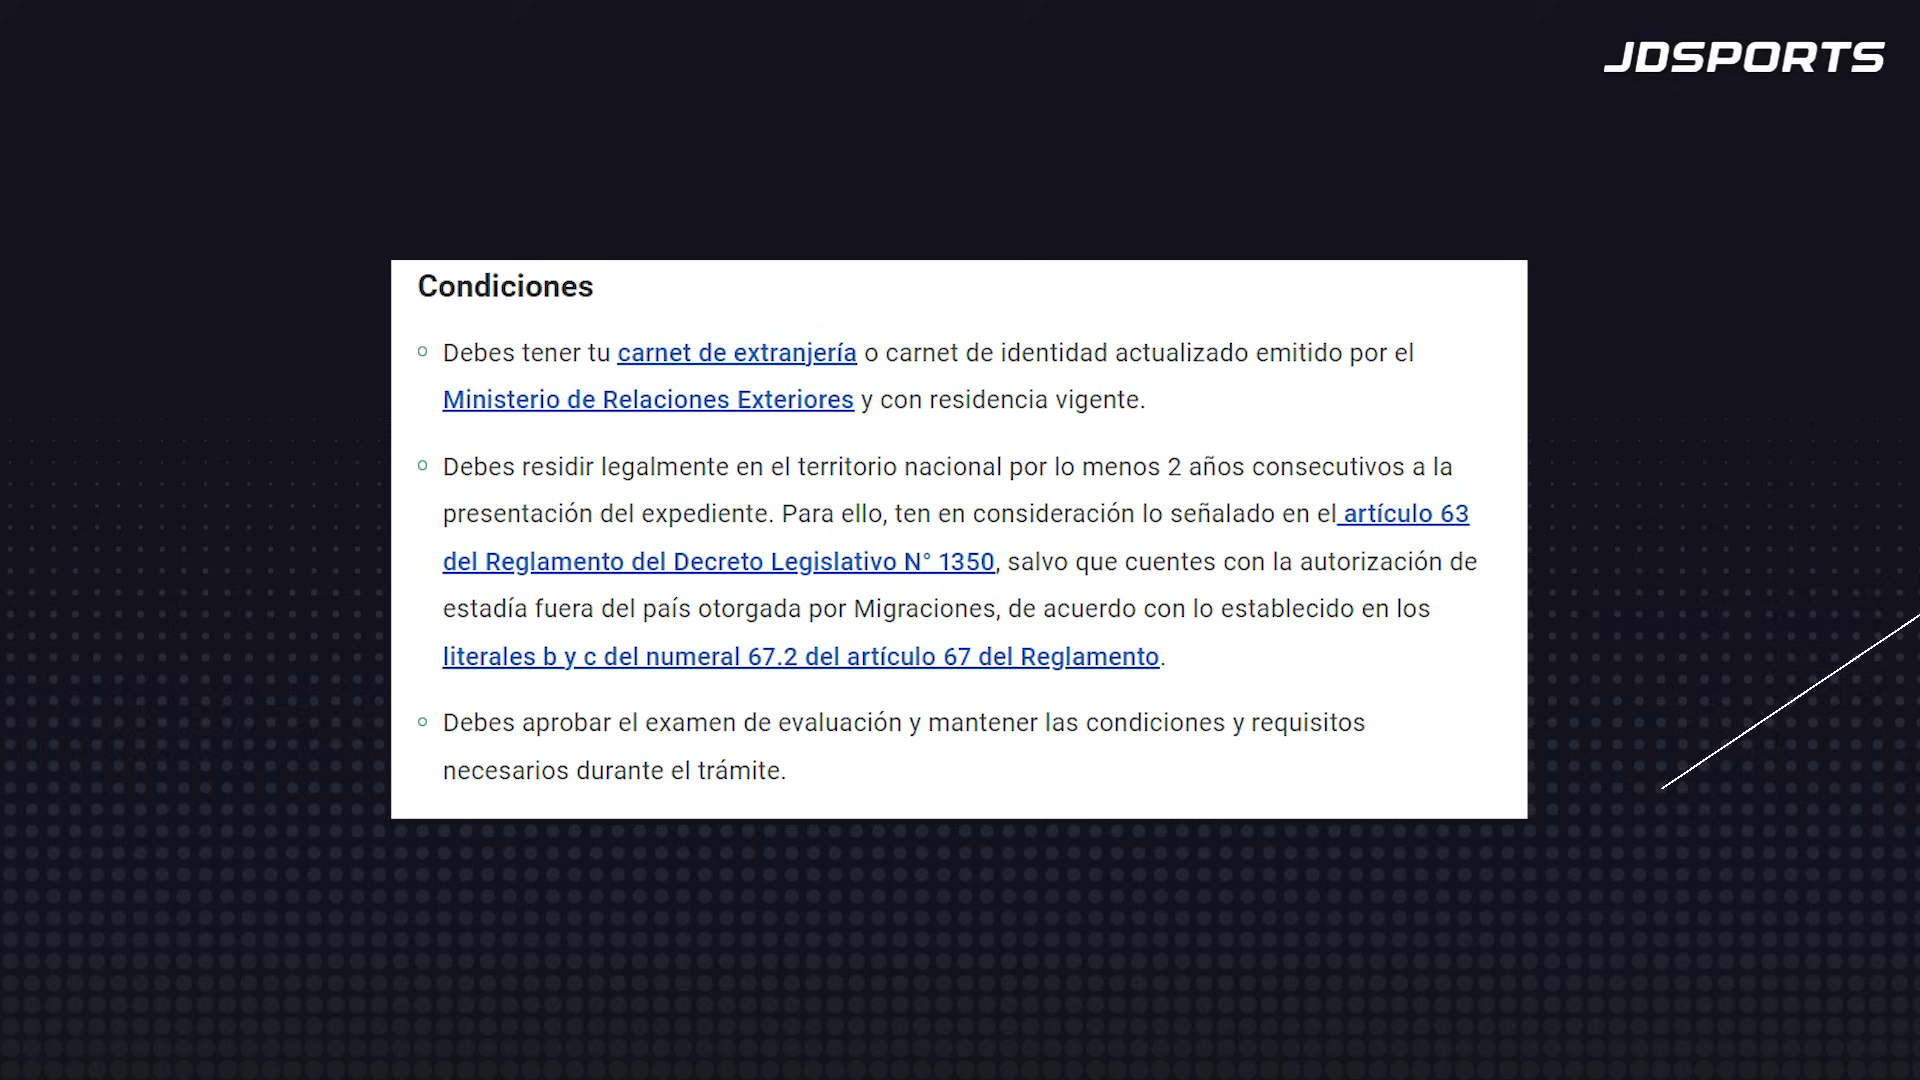 JDSPORTS
Condiciones
Debes tener tu carnet de extranjería o carnet de identidad actualizado emitido por el
Ministerio de Relaciones Exteriores y con residencia vigente.
Debes residir legalmente en el territorio nacional por lo menos 2 años consecutivos a la
presentación del expediente. Para ello, ten en consideración lo señalado en el artículo 63
del Reglamento del Decreto Legislativo N° 1350, salvo que cuentes con la autorización de
estadía fuera del país otorgada por Migraciones, de acuerdo con lo establecido en los
literales b y c del numeral 67.2 del artículo 67 del Reglamento.
Debes aprobar el examen de evaluación y mantener las condiciones y requisitos
necesarios durante el trámite.